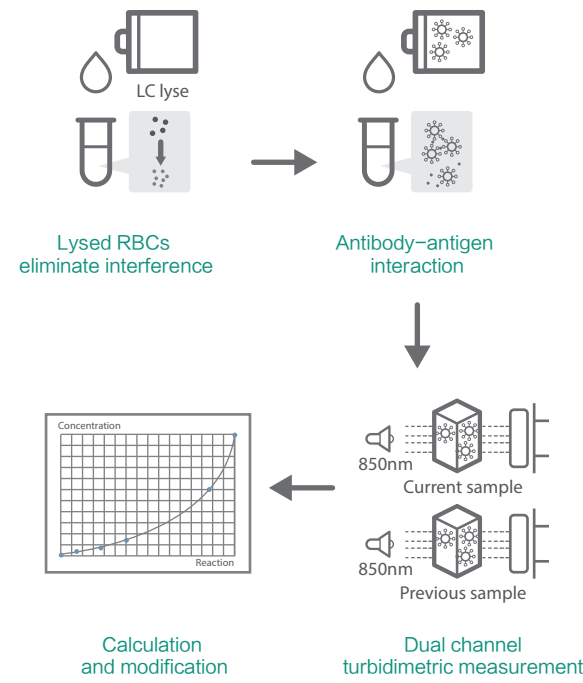 LC lyse
Lysed RBCs
eliminate interference
Antibody-antigen
interaction
850nm
Current sample
850nm
Previous sample
Dual channel
turbidimetric measurement
Concentration
Reaction
Calculation
and modification